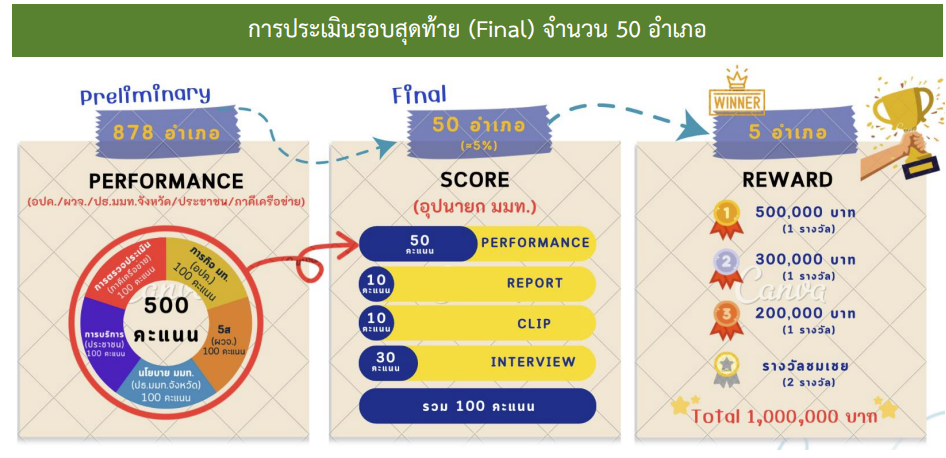 การประเมินรอบสุดท้าย (Final) จำนวน 50 อำเภอ
Preliminary
878 อำเภอ
PERFORMANCE
(อปค./ผวจ./ปธ.มมท.จังหวัด/ประชาชน/ภาคีเครือข่าย)
การตรวจประเมิน
(ภาคีเครือข่าย)
100 คะแนน
ภารกิจ มท.
(อปค.)
100 คะแนน
500
คะแนน
การบริการ
(ประชาชน)
100 คะแนน
5ส
(ผวจ.)
100 คะแนน
นโยบาย มมท.
(ปธ.มมท.จังหวัด)
100 คะแนน
Final
50 อำเภอ
(≈5%)
SCORE
(อุปนายก มมท.)
50
คะแนน
PERFORMANCE
10
คะแนน
REPORT
10
คะแนน
CLIP
30
คะแนน
INTERVIEW
รวม 100 คะแนน
WINNER
5 อำเภอ
REWARD
1
500,000 บาท
(1 รางวัล)
2
300,000 บาท
(1 รางวัล)
Canva
3
200,000 บาท
(1 รางวัล)
รางวัลชมเชย
(2 รางวัล)
Total 1,000,000 บาท